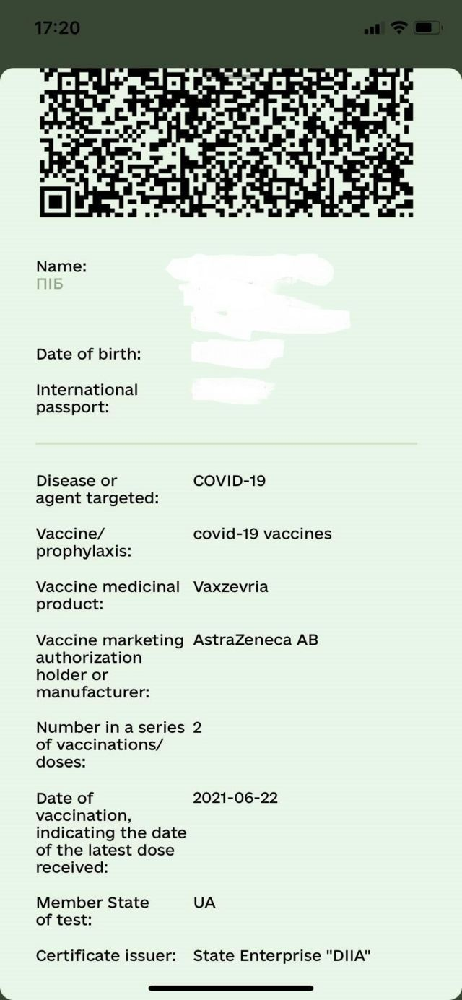 17:20
Name:
ПІБ
Date of birth:
International
passport:
Disease or
agent targeted:
COVID-19
Vaccine/
prophylaxis:
covid-19 vaccines
Vaccine medicinal
product:
Vaxzevria
Vaccine marketing
authorization
holder or
manufacturer:
AstraZeneca AB
Number in a series
of vaccinations/
doses:
2
Date of
vaccination,
indicating the date
of the latest dose
received:
2021-06-22
Member State
of test:
UA
Certificate issuer:
State Enterprise "DIIA"